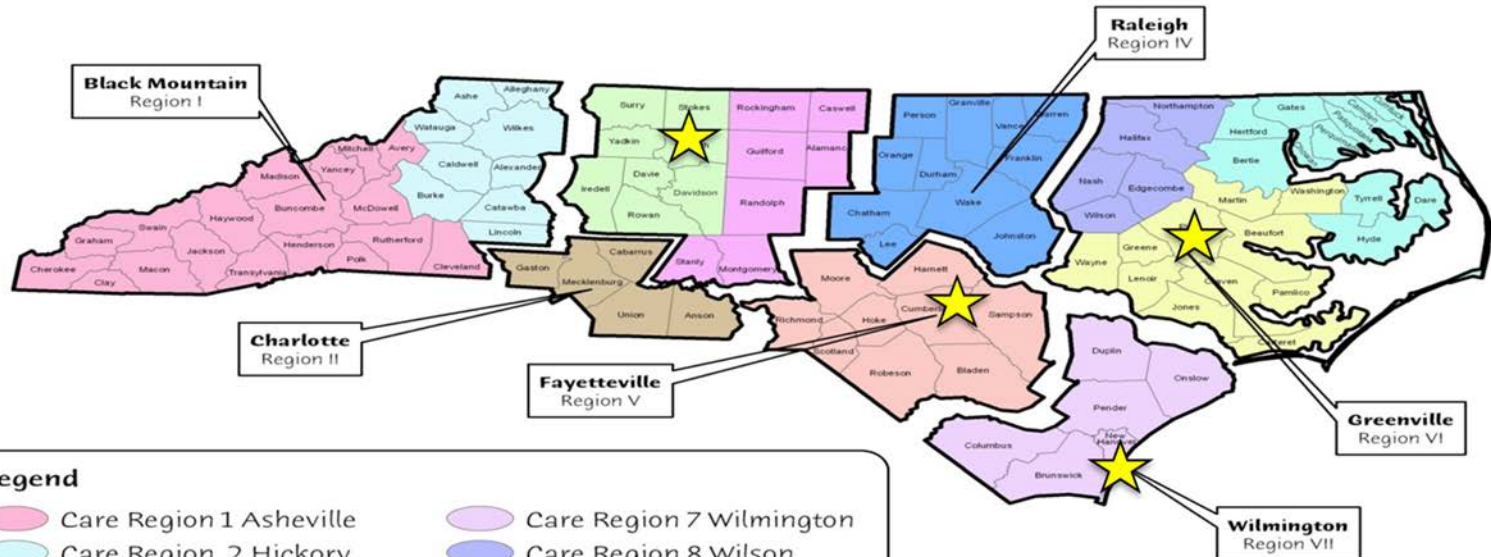 Raleigh
Region IV
Black Mountain
Region I
Ashe
Alleghany
Watauga
Wilkes
Mitchell
Avery
Caldwell
Alexander
Madison
Yancey
Burke
Catawba
Buncombe
McDowell
Lincoln
Haywood
Swain
Graham
Jackson
Henderson
Rutherford
Polk
Cleveland
Cherokee
Macon
Transylvania
Clay
Surry
Stokes
Rockingham
Caswell
Yadkin
Guilford
Alamance
Davie
Iredell
Davidson
Randolph
Rowan
Stanly
Montgomery
Cabarrus
Gaston
Mecklenburg
Union
Anson
Person
Granville
Vance
Orange
Durham
Franklin
Wake
Chatham
Lee
Johnston
Northampton
Gates
Halifax
Hertford
Bertie
Nash
Edgecombe
Martin
Washington
Tyrrell
Dare
Wilson
Beaufort
Hyde
Greene
Wayne
Lenoir
Pamlico
Jones
Moore
Harnett
Richmond
Hoke
Sampson
Scotland
Robeson
Bladen
Duplin
Onslow
Pender
New
Hanover
Columbus
Brunswick
Charlotte
Region II
Fayetteville
Region V
Greenville
Region VI
Wilmington
Region VII
egend
Care Region 1 Asheville
Care Region 2 Hickory
Care Region 7 Wilmington
Care Region 8 Wilson